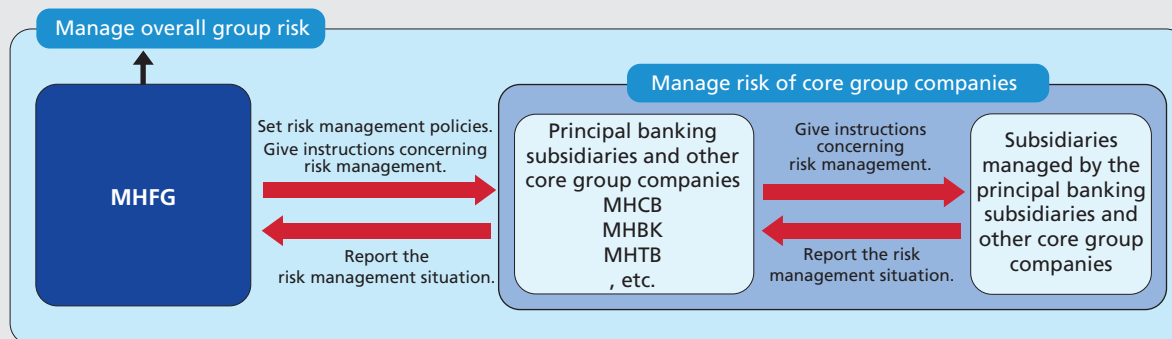 Manage overall group risk
MHFG
Set risk management policies.
Give instructions concerning
risk management.
Report the
risk management situation.
Manage risk of core group companies
Principal banking
subsidiaries and other
core group companies
MHCB
MHBK
MHTB
, etc.
Give instructions
concerning
risk management.
Report the risk
management situation.
Subsidiaries
managed by the
principal banking
subsidiaries and
other core group
companies